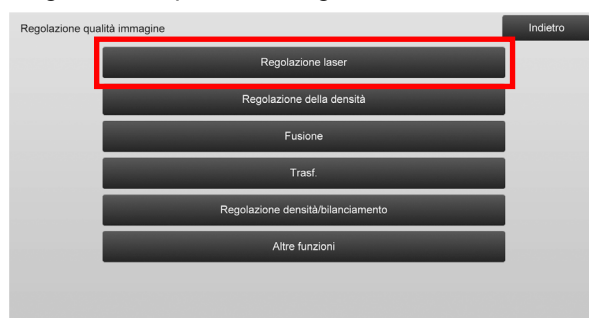 Regolazione qualità immagine
Indietro
Regolazione laser
Regolazione della densità
Fusione
Trasf.
Regolazione densità/bilanciamento
Altre funzioni